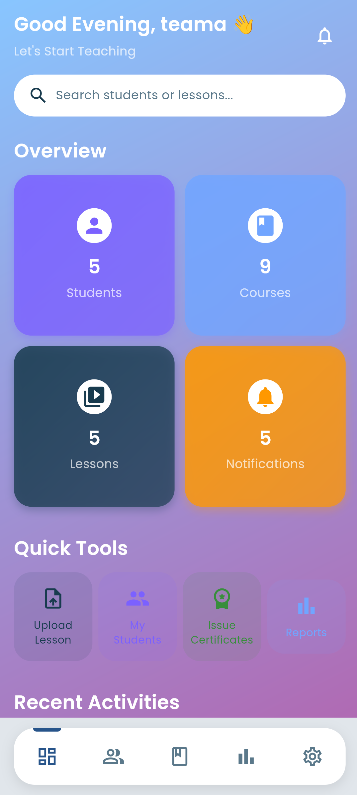 Good Evening, teama 👋
Let's Start Teaching
Search students or lessons...
Overview
5
Students
9
Courses
5
Lessons
5
Notifications
Quick Tools
Upload
Lesson
My
Students
Issue
Certificates
Reports
Recent Activities